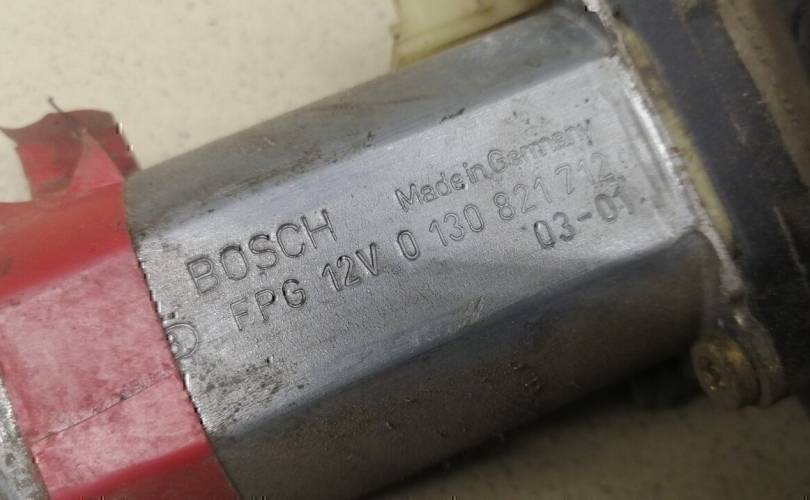 Made in Germany
BOSCH
FPG 12V 0 130 821 712
03-01